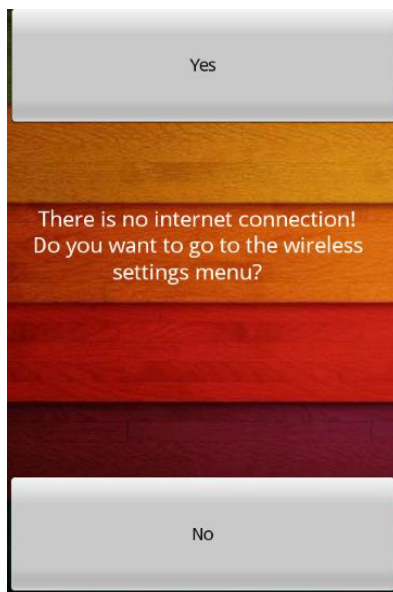 Yes
There is no internet connection!
Do you want to go to the wireless
settings menu?
No